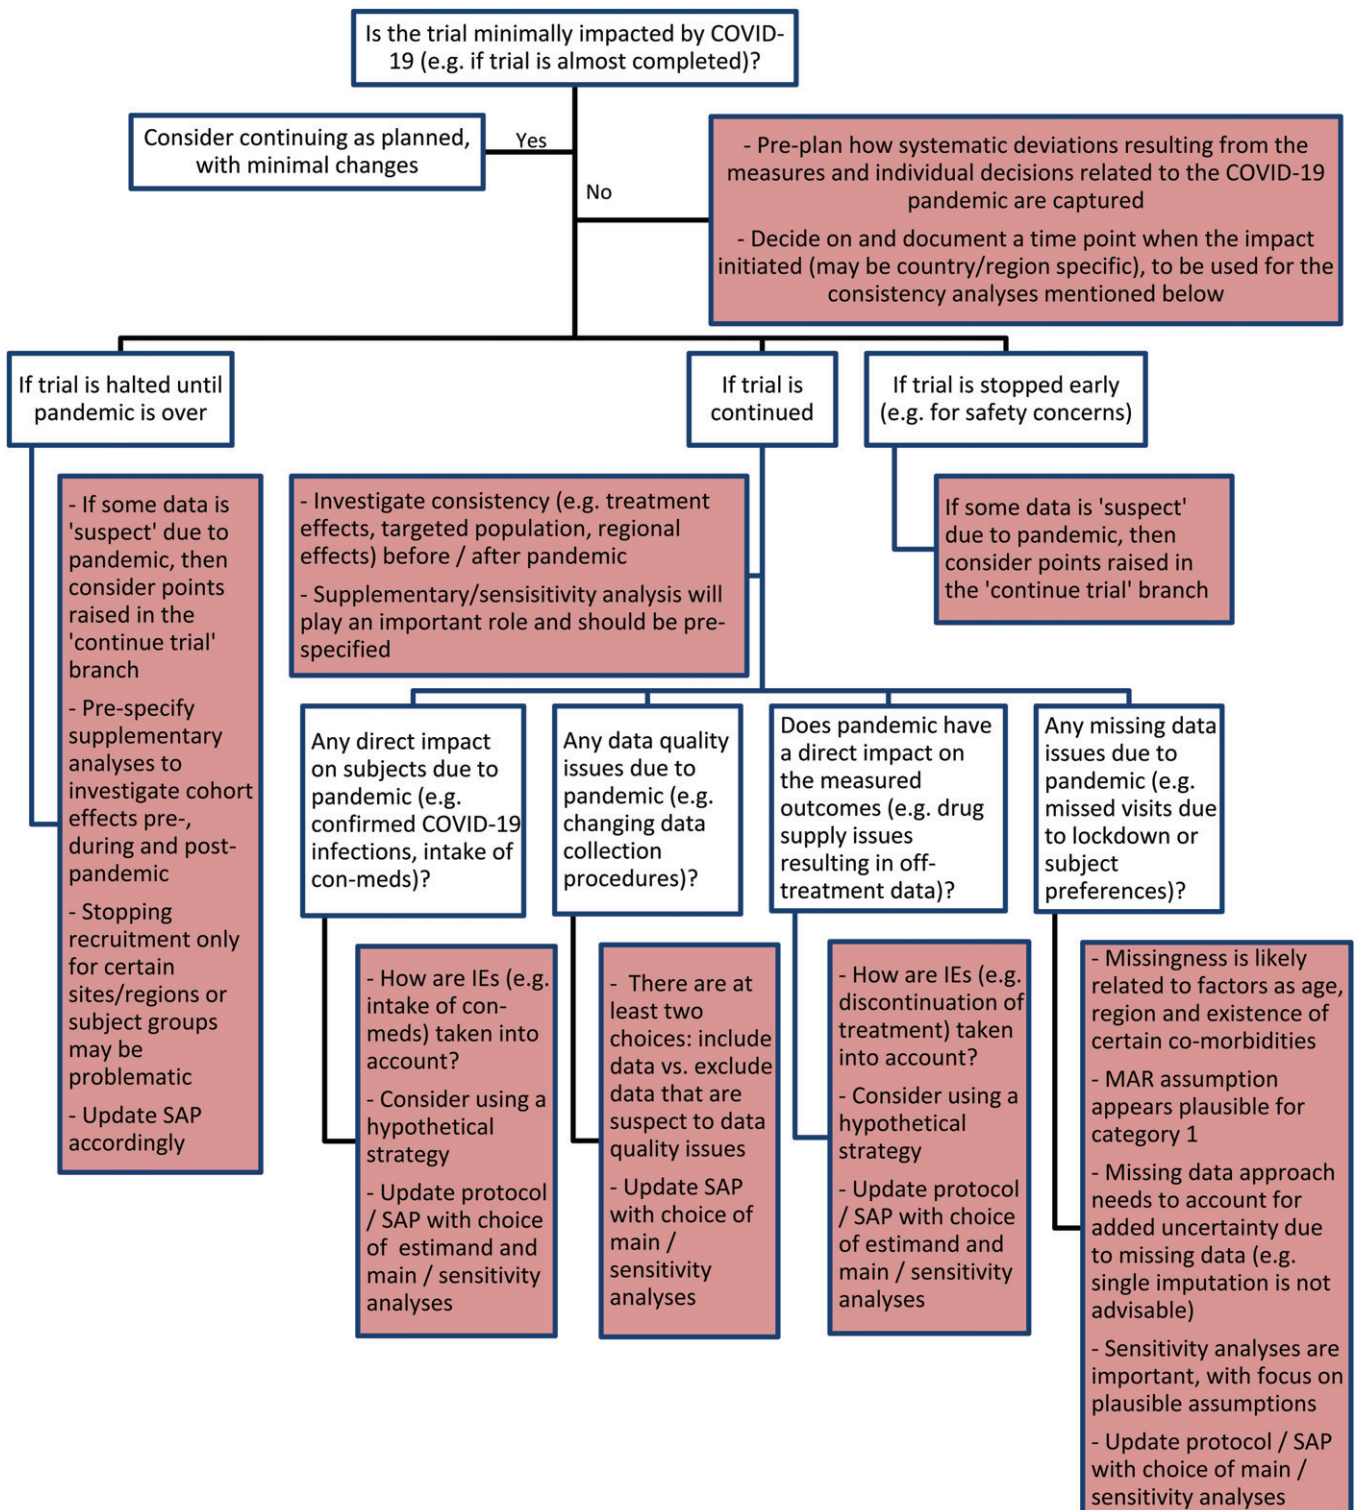 Is the trial minimally impacted by COVID-
19 (e.g. if trial is almost completed)?
Consider continuing as planned,
with minimal changes
Yes
No
- Pre-plan how systematic deviations resulting from the
measures and individual decisions related to the COVID-19
pandemic are captured
- Decide on and document a time point when the impact
initiated (may be country/region specific), to be used for the
consistency analyses mentioned below
If trial is halted until
pandemic is over
If trial is
continued
If trial is stopped early
(e.g. for safety concerns)
- If some data is
'suspect' due to
pandemic, then
consider points
raised in the
'continue trial'
branch
- Pre-specify
supplementary
analyses to
investigate cohort
effects pre-,
during and post-
pandemic
- Stopping
recruitment only
for certain
sites/regions or
subject groups
may be
problematic
- Update SAP
accordingly
- Investigate consistency (e.g. treatment
effects, targeted population, regional
effects) before / after pandemic
- Supplementary/sensisitivity analysis will
play an important role and should be pre-
specified
If some data is 'suspect'
due to pandemic, then
consider points raised in
the 'continue trial' branch
Any direct impact
on subjects due to
pandemic (e.g.
confirmed COVID-19
infections, intake of
con-meds)?
Any data quality
issues due to
pandemic (e.g.
changing data
collection
procedures)?
Does pandemic have
a direct impact on
the measured
outcomes (e.g. drug
supply issues
resulting in off-
treatment data)?
Any missing data
issues due to
pandemic (e.g.
missed visits due
to lockdown or
subject
preferences)?
- How are IEs (e.g.
intake of con-
meds) taken into
account?
- Consider using a
hypothetical
strategy
- Update protocol
/ SAP with choice
of estimand and
main / sensitivity
analyses
- There are at
least two
choices: include
data vs. exclude
data that are
suspect to data
quality issues
- Update SAP
with choice of
main /
sensitivity
analyses
- How are IEs (e.g.
discontinuation of
treatment) taken
into account?
- Consider using a
hypothetical
strategy
- Update protocol
/ SAP with choice
of estimand and
main / sensitivity
analyses
- Missingness is likely
related to factors as age,
region and existence of
certain co-morbidities
- MAR assumption
appears plausible for
category 1
- Missing data approach
needs to account for
added uncertainty due
to missing data (e.g.
single imputation is not
advisable)
- Sensitivity analyses are
important, with focus on
plausible assumptions
- Update protocol / SAP
with choice of main /
sensitivity analyses